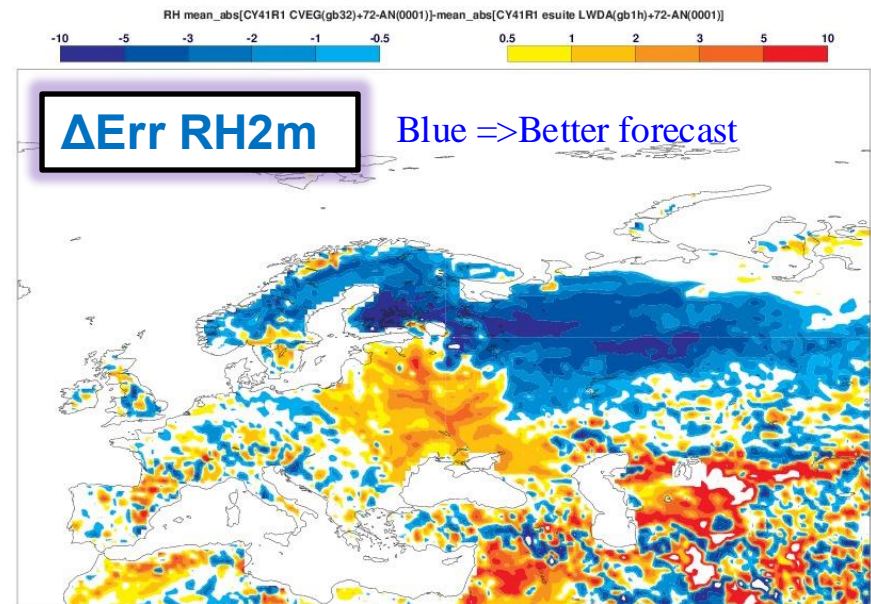 RH mean_abs[CY41R1 CVEG(gb32)+72-AN(0001)]-mean_abs[CY41R1 esuite LWDA(gb1h)+72-AN(0001)]
-10 -5 -3 -2 -1 -0.5 0.5 1 2 3 5 10
ΔErr RH2m
Blue =>Better forecast